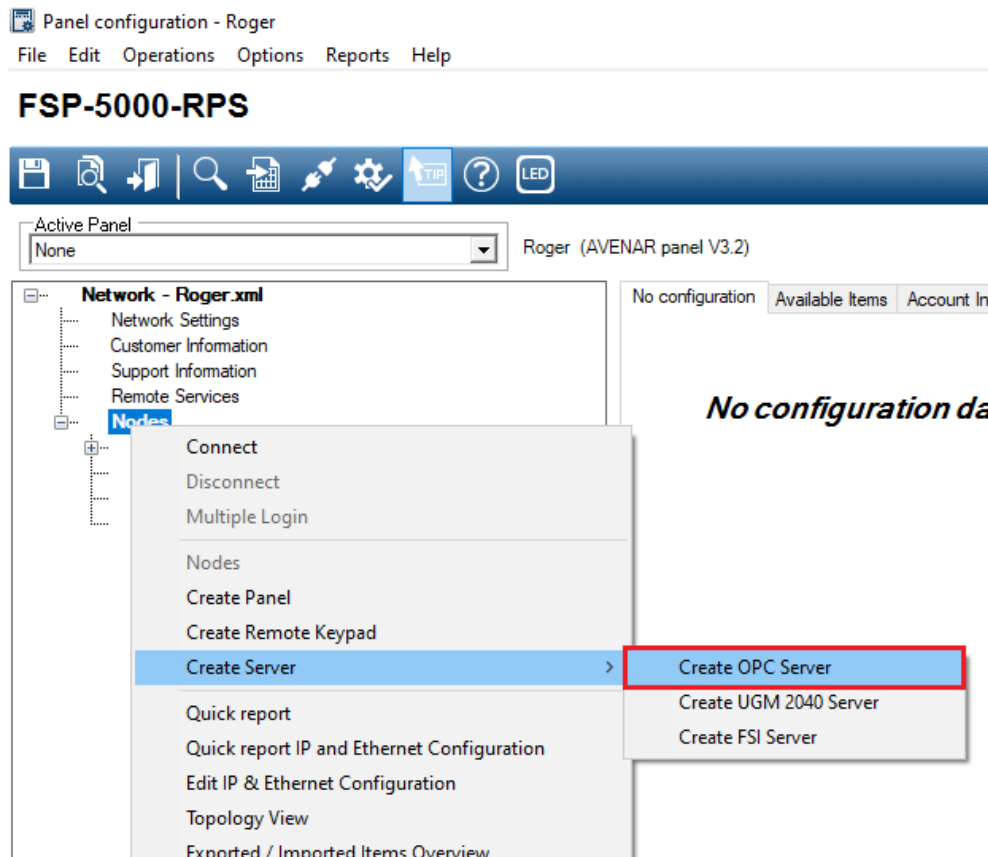 Panel configuration - Roger
File Edit Operations Options Reports Help
FSP-5000-RPS
TIP ? LED
Active Panel
None
Roger (AVENAR panel V3.2)
Network - Roger.xml
Network Settings
Customer Information
Support Information
Remote Services
Nodes
No configuration Available Items Account In
No configuration da
Connect
Disconnect
Multiple Login
Nodes
Create Panel
Create Remote Keypad
Create Server >
Create OPC Server
Create UGM 2040 Server
Create FSI Server
Quick report
Quick report IP and Ethernet Configuration
Edit IP & Ethernet Configuration
Topology View
Exported / Imported Items Overview